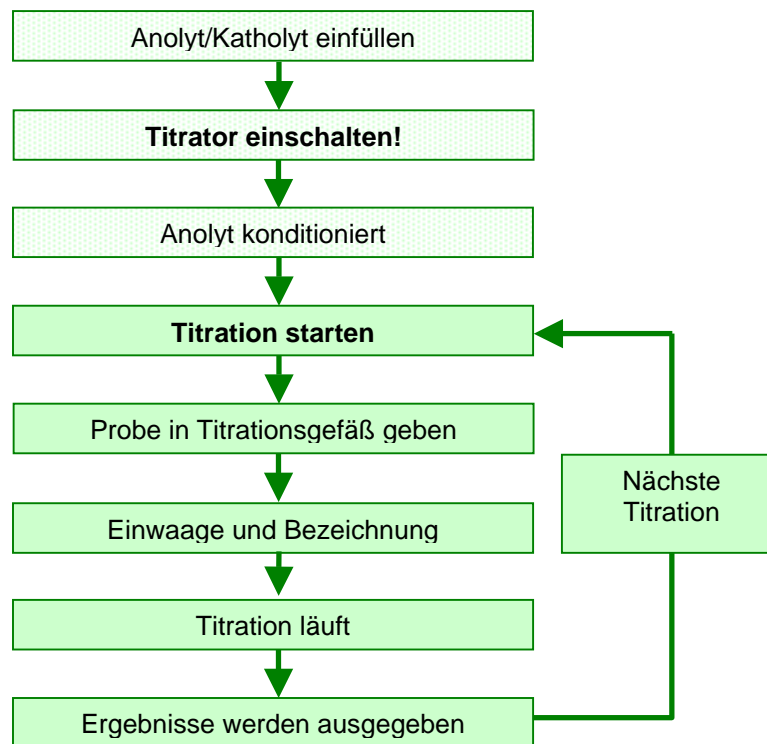 Anolyt/Katholyt einfüllen
Titrator einschalten!
Anolyt konditioniert
Titration starten
Probe in Titrationsgefäß geben
Einwaage und Bezeichnung
Titration läuft
Ergebnisse werden ausgegeben
Nächste
Titration